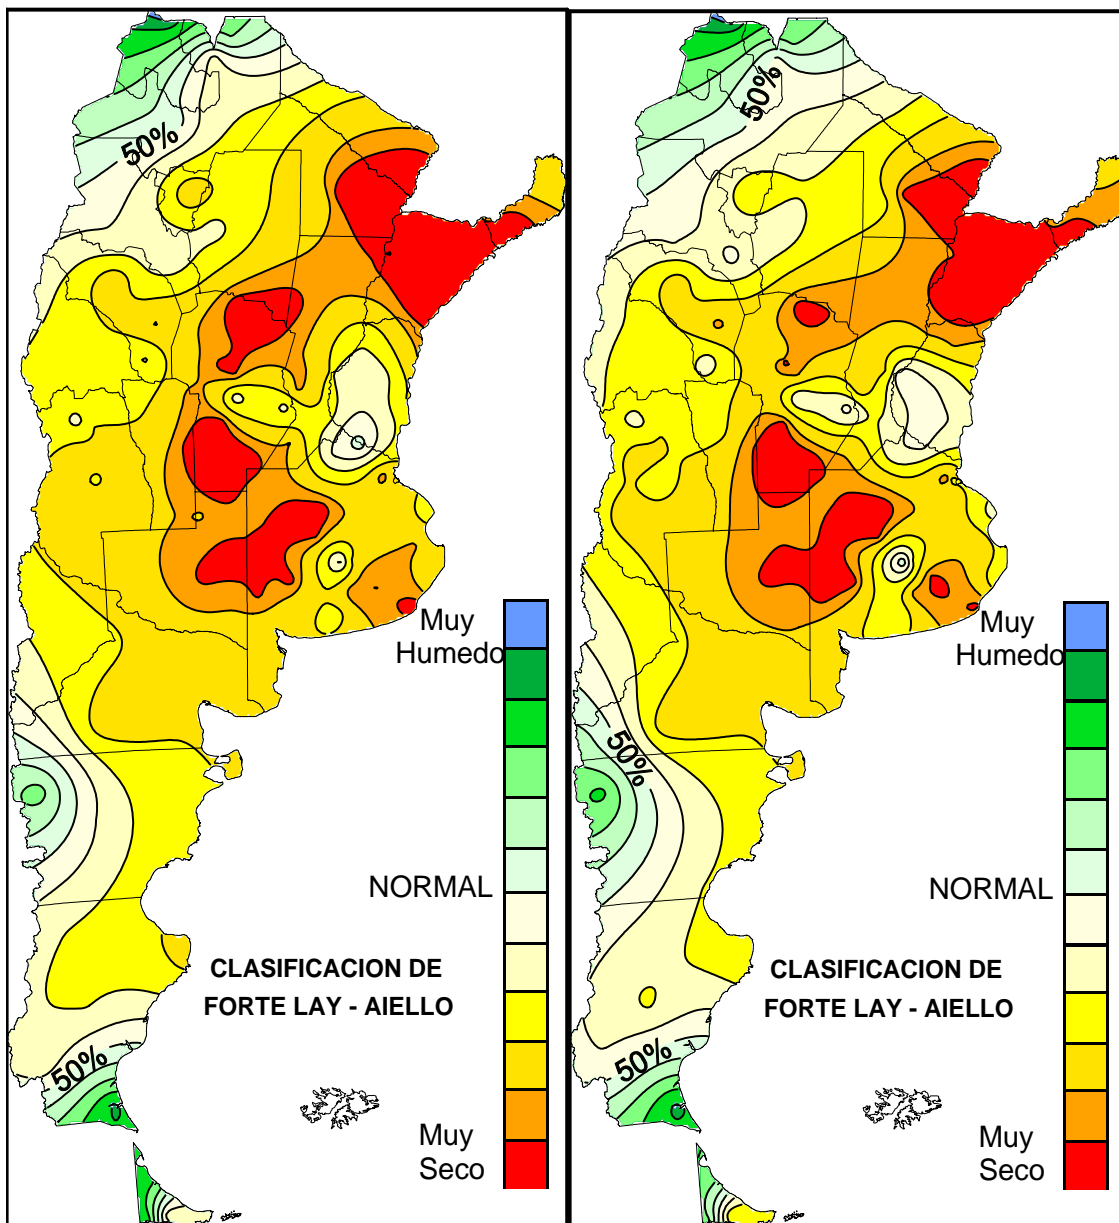 50%
50%
Muy
Humedo
Muy
Humedo
50%
NORMAL
NORMAL
CLASIFICACION DE
FORTE LAY - AIELLO
CLASIFICACION DE
FORTE LAY - AIELLO
50%
50%
Muy
Seco
Muy
Seco